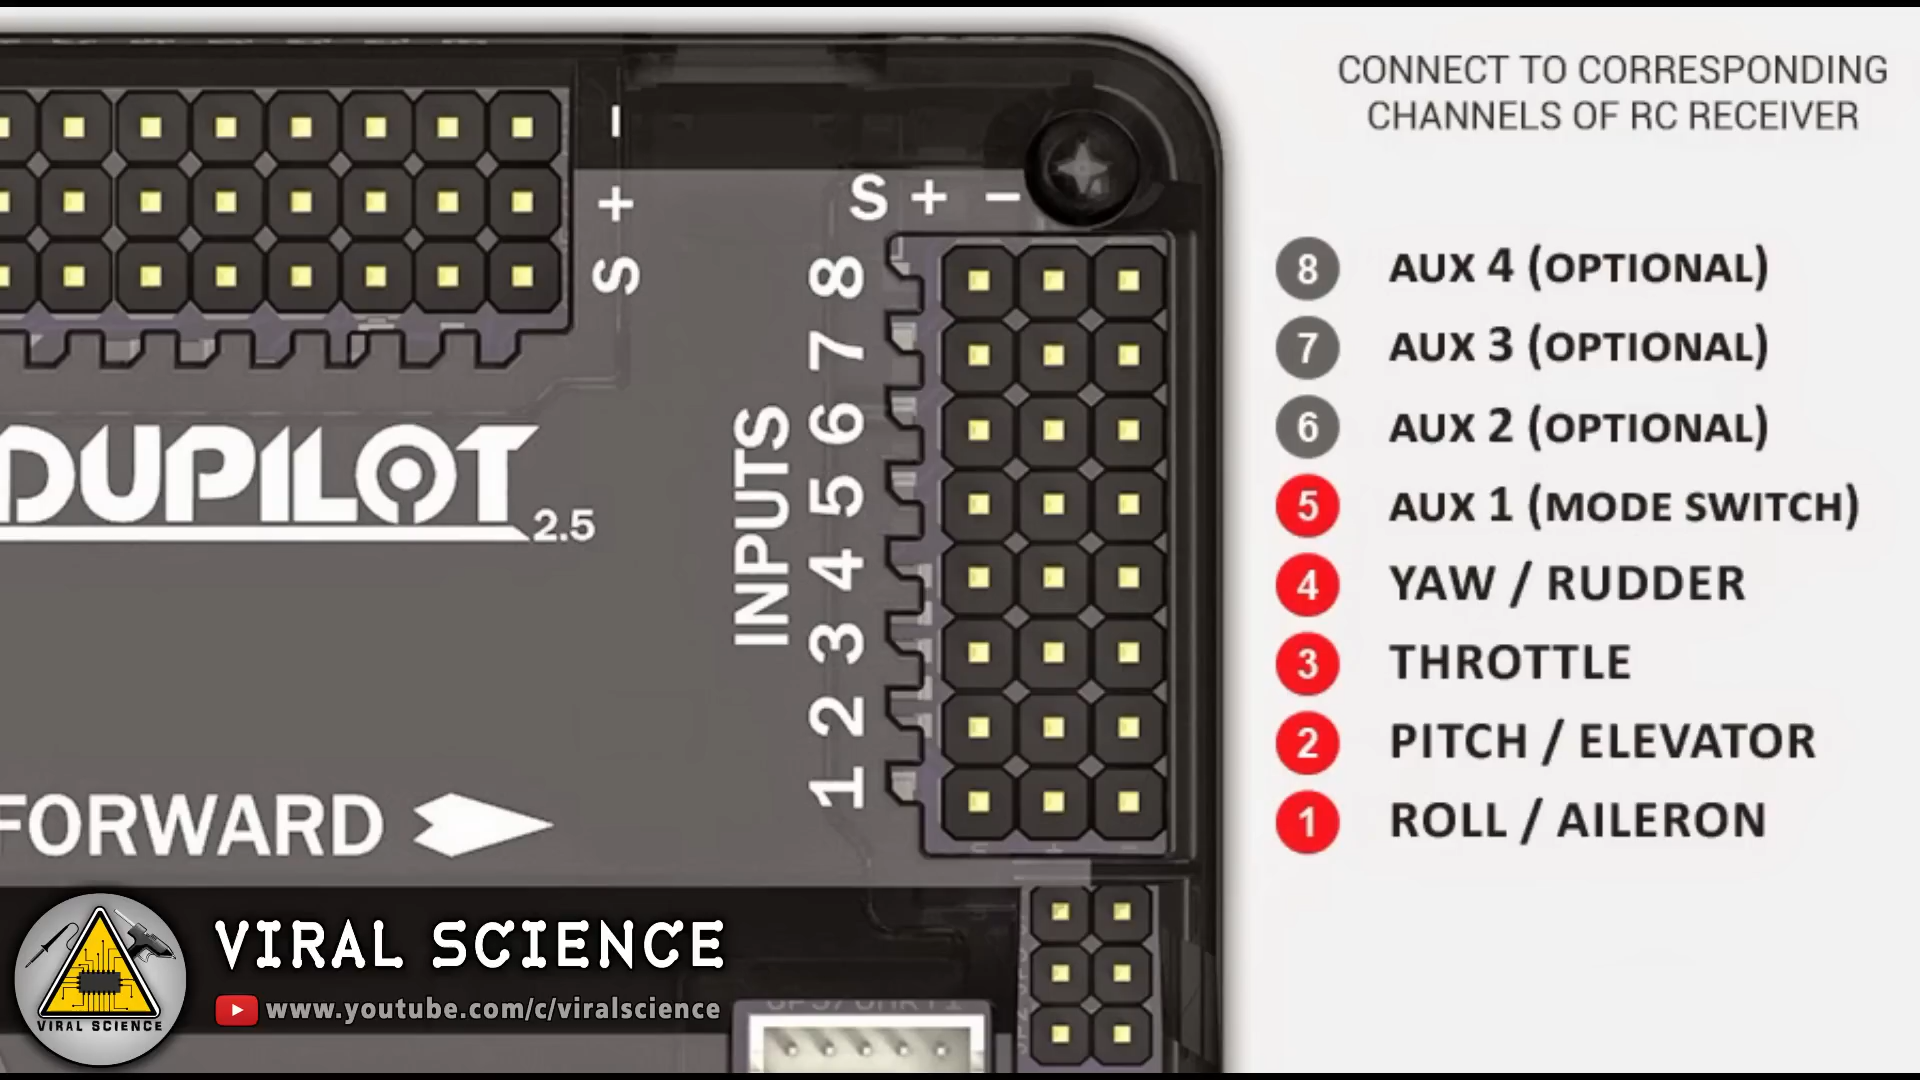 CONNECT TO CORRESPONDING
CHANNELS OF RC RECEIVER
−
+
S
S + −
8
7
6
5
4
3
2
1
INPUTS
8 AUX 4 (OPTIONAL)
7 AUX 3 (OPTIONAL)
6 AUX 2 (OPTIONAL)
5 AUX 1 (MODE SWITCH)
4 YAW / RUDDER
3 THROTTLE
2 PITCH / ELEVATOR
1 ROLL / AILERON
DUPILOT 2.5
FORWARD
VIRAL SCIENCE
www.youtube.com/c/viralscience
VIRAL SCIENCE